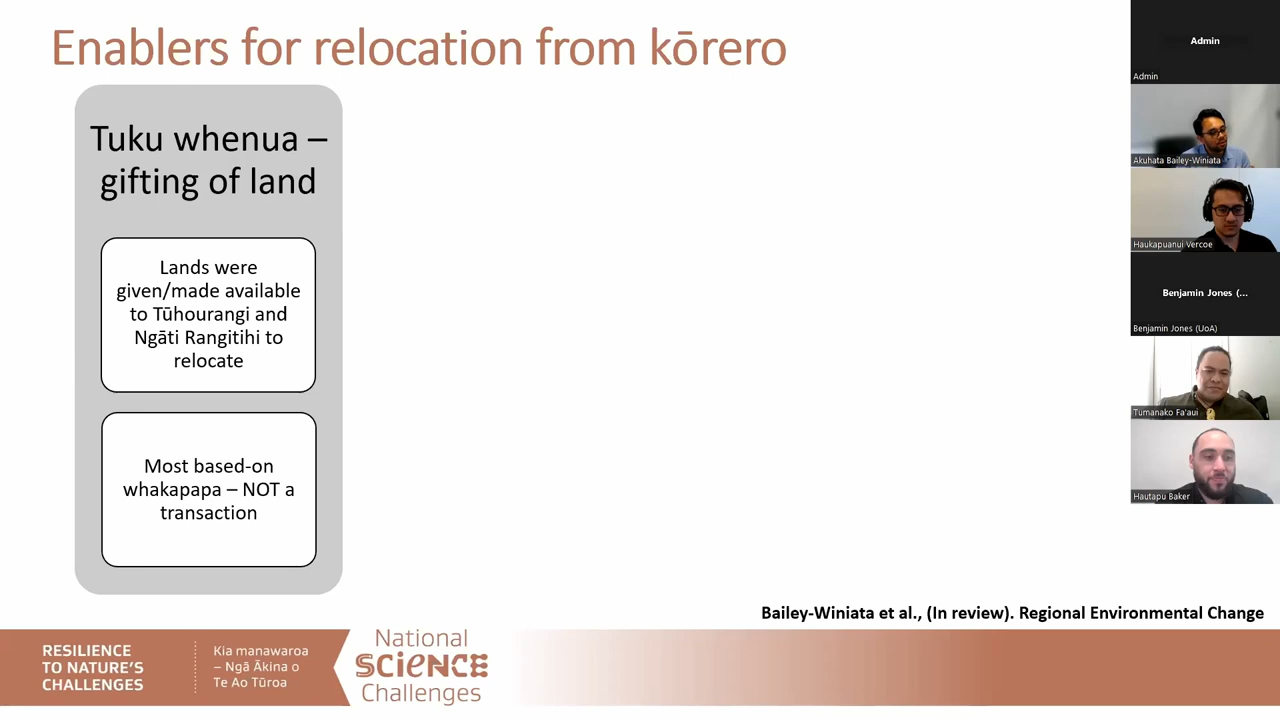 Enablers for relocation from kōrero
Tuku whenua –
gifting of land
Lands were
given/made available
to Tūhourangi and
Ngāti Rangitihi to
relocate
Most based-on
whakapapa – NOT a
transaction
Bailey-Winiata et al., (In review). Regional Environmental Change
RESILIENCE
TO NATURE'S
CHALLENGES
Kia manawaroa
– Ngā Ākina o
Te Ao Tūroa
National
SCIENCE
Challenges
Admin
Admin
Akuhata Bailey-Winiata
Haukapuanui Vercoe
Benjamin Jones (...
Benjamin Jones (UoA)
Tumanako Fa'aui
Hautapu Baker